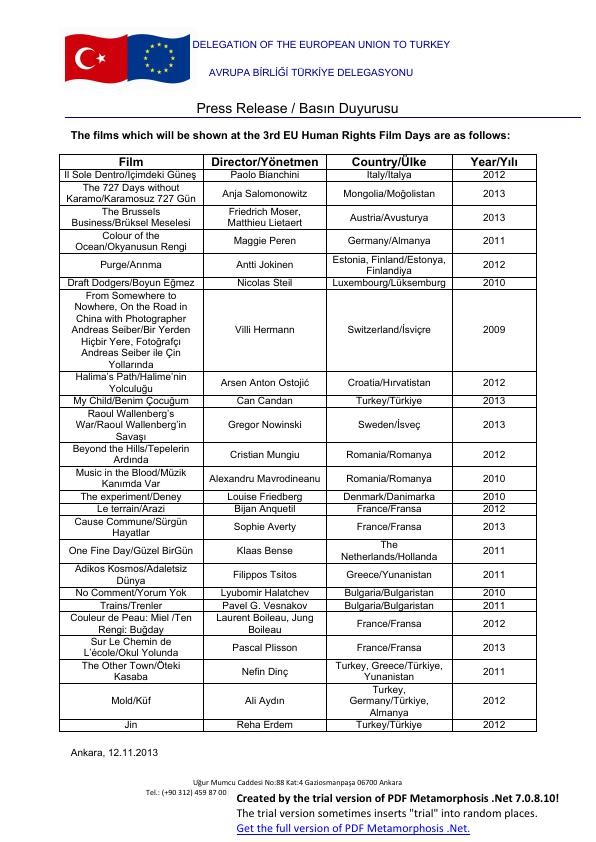 DELEGATION OF THE EUROPEAN UNION TO TURKEY
AVRUPA BİRLİĞİ TÜRKİYE DELEGASYONU
Press Release / Basın Duyurusu
The films which will be shown at the 3rd EU Human Rights Film Days are as follows:
Film Director/Yönetmen Country/Ülke Year/Yılı
Il Sole Dentro/İçimdeki Güneş Paolo Bianchini Italy/İtalya 2012
The 727 Days without
Karamo/Karamosuz 727 Gün Anja Salomonowitz Mongolia/Moğolistan 2013
The Brussels
Business/Brüksel Meselesi Friedrich Moser,
Matthieu Lietaert Austria/Avusturya 2013
Colour of the
Ocean/Okyanusun Rengi Maggie Peren Germany/Almanya 2011
Purge/Arınma Antti Jokinen Estonia, Finland/Estonya,
Finlandiya 2012
Draft Dodgers/Boyun Eğmez Nicolas Steil Luxembourg/Lüksemburg 2010
From Somewhere to
Nowhere, On the Road in
China with Photographer
Andreas Seiber/Bir Yerden
Hiçbir Yere, Fotoğrafçı
Andreas Seiber ile Çin
Yollarında Villi Hermann Switzerland/İsviçre 2009
Halima's Path/Halime'nin
Yolculuğu Arsen Anton Ostojić Croatia/Hırvatistan 2012
My Child/Benim Çocuğum Can Candan Turkey/Türkiye 2013
Raoul Wallenberg's
War/Raoul Wallenberg'in
Savaşı Gregor Nowinski Sweden/İsveç 2013
Beyond the Hills/Tepelerin
Ardında Cristian Mungiu Romania/Romanya 2012
Music in the Blood/Müzik
Kanımda Var Alexandru Mavrodineanu Romania/Romanya 2010
The experiment/Deney Louise Friedberg Denmark/Danimarka 2010
Le terrain/Arazi Bijan Anquetil France/Fransa 2012
Cause Commune/Sürgün
Hayatlar Sophie Averty France/Fransa 2013
One Fine Day/Güzel BirGün Klaas Bense The
Netherlands/Hollanda 2011
Adikos Kosmos/Adaletsiz
Dünya Filippos Tsitos Greece/Yunanistan 2011
No Comment/Yorum Yok Lyubomir Halatchev Bulgaria/Bulgaristan 2010
Trains/Trenler Pavel G. Vesnakov Bulgaria/Bulgaristan 2011
Couleur de Peau: Miel /Ten
Rengi: Buğday Laurent Boileau, Jung
Boileau France/Fransa 2012
Sur Le Chemin de
L'école/Okul Yolunda Pascal Plisson France/Fransa 2013
The Other Town/Öteki
Kasaba Nefin Dinç Turkey, Greece/Türkiye,
Yunanistan 2011
Mold/Küf Ali Aydın Turkey,
Germany/Türkiye,
Almanya 2012
Jin Reha Erdem Turkey/Türkiye 2012
Ankara, 12.11.2013
Uğur Mumcu Caddesi No:88 Kat:4 Gaziosmanpaşa 06700 Ankara
Tel.: (+90 312) 459 87 00
Created by the trial version of PDF Metamorphosis .Net 7.0.8.10!
The trial version sometimes inserts "trial" into random places.
Get the full version of PDF Metamorphosis .Net.